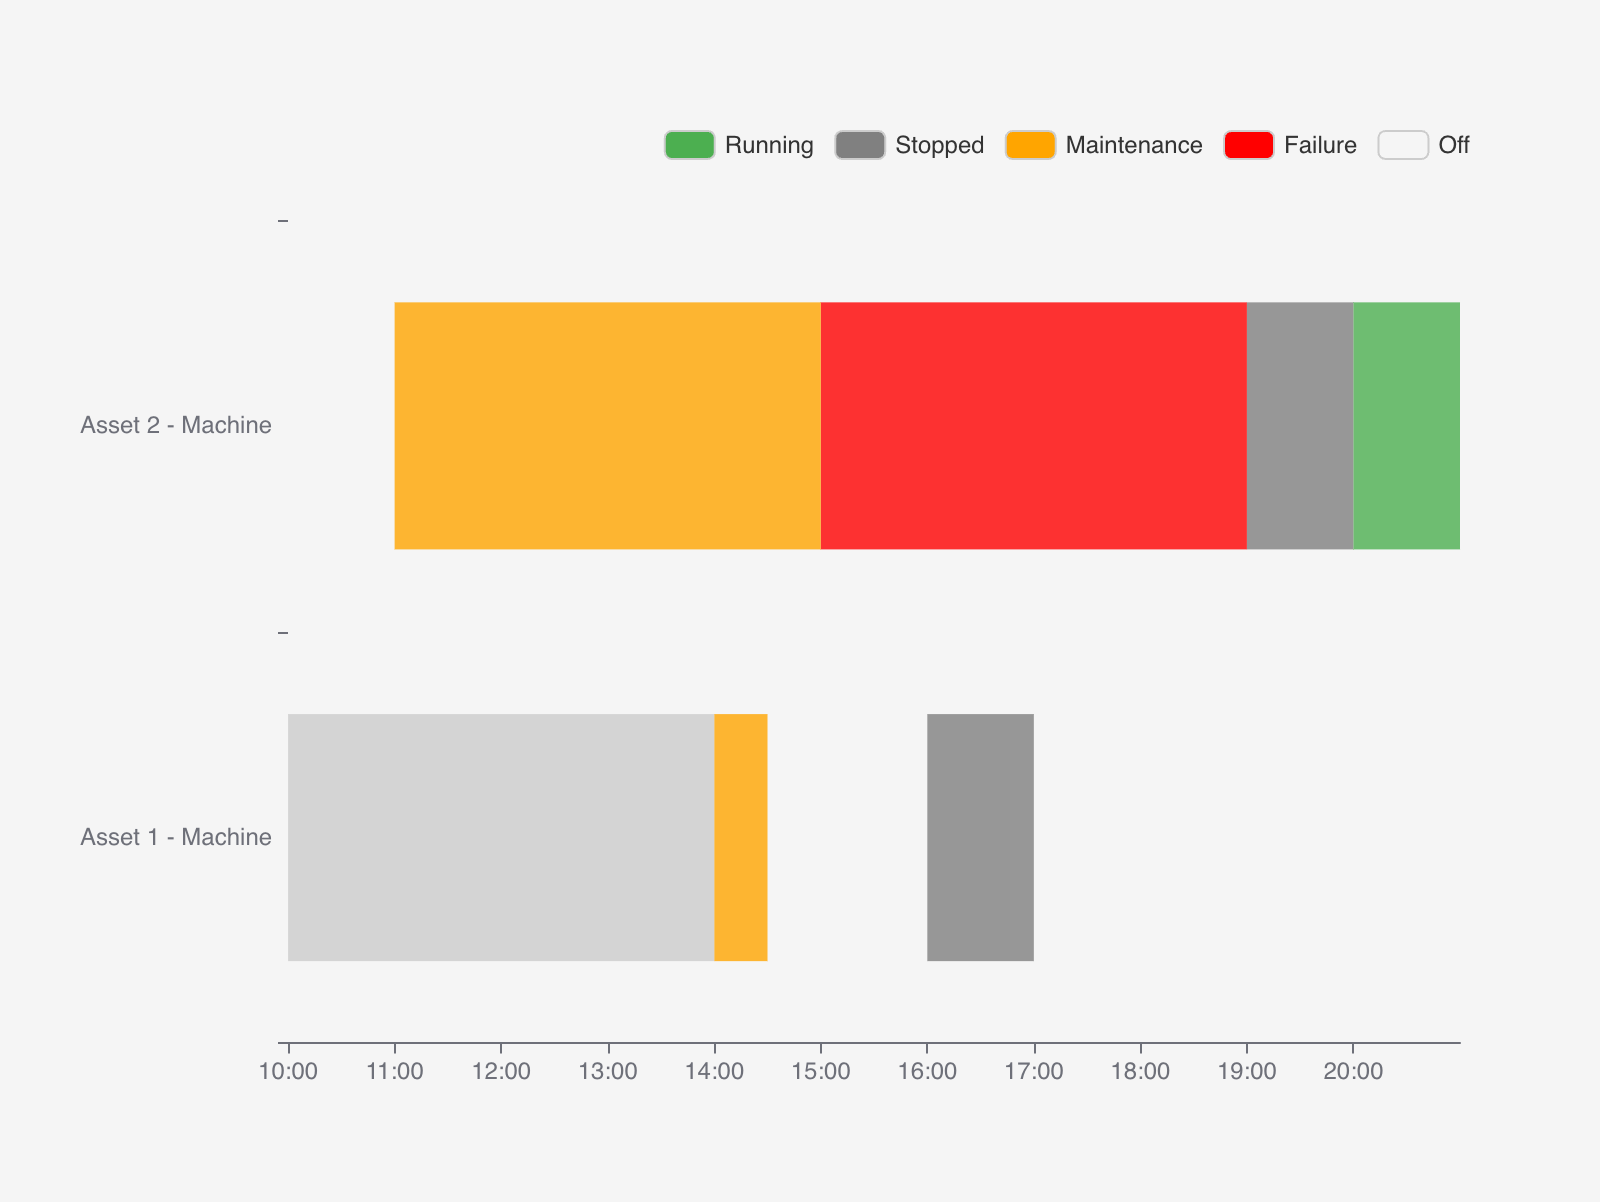 Running Stopped Maintenance Failure Off
Asset 2 - Machine
Asset 1 - Machine
10:00 11:00 12:00 13:00 14:00 15:00 16:00 17:00 18:00 19:00 20:00